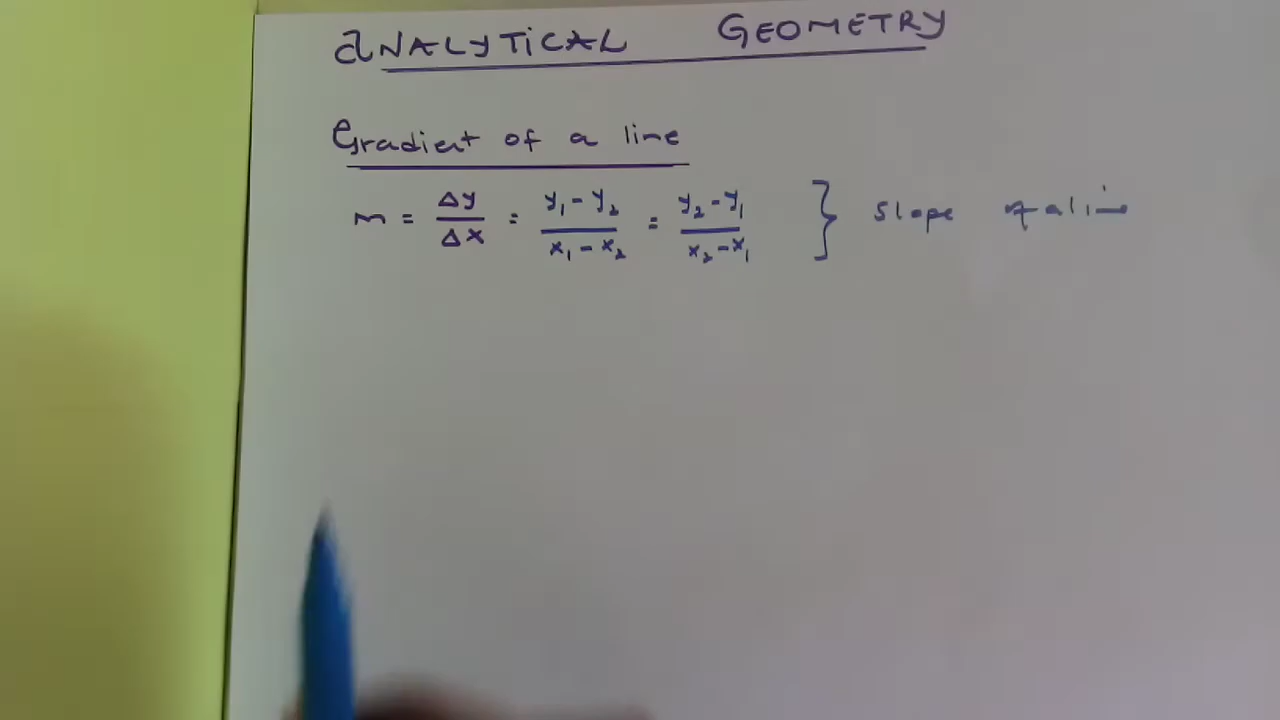 ANALYTICAL GEOMETRY
Gradient of a line
m = Δy/Δx = y₁ - y₂/x₁ - x₂ = y₂ - y₁/x₂ - x₁ } Slope of a line